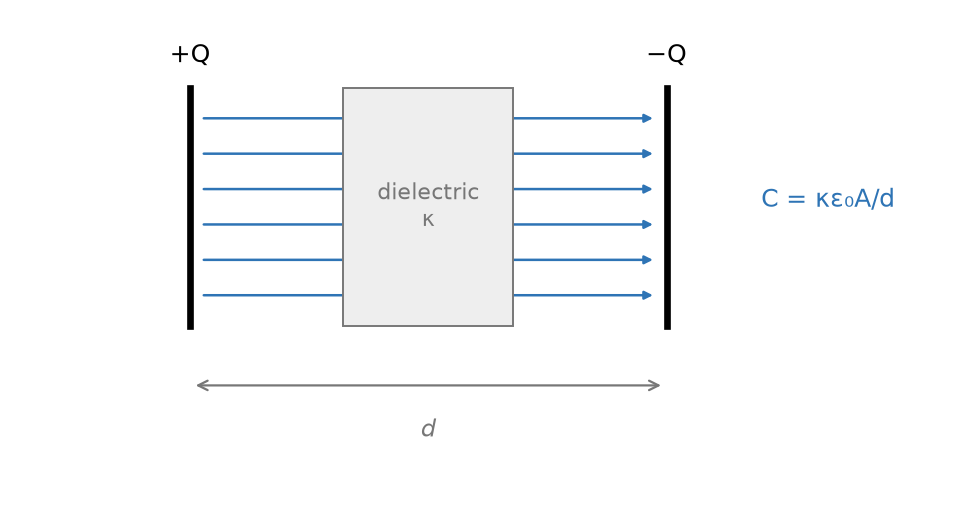 +Q
−Q
dielectric
κ
C = κε₀A/d
d